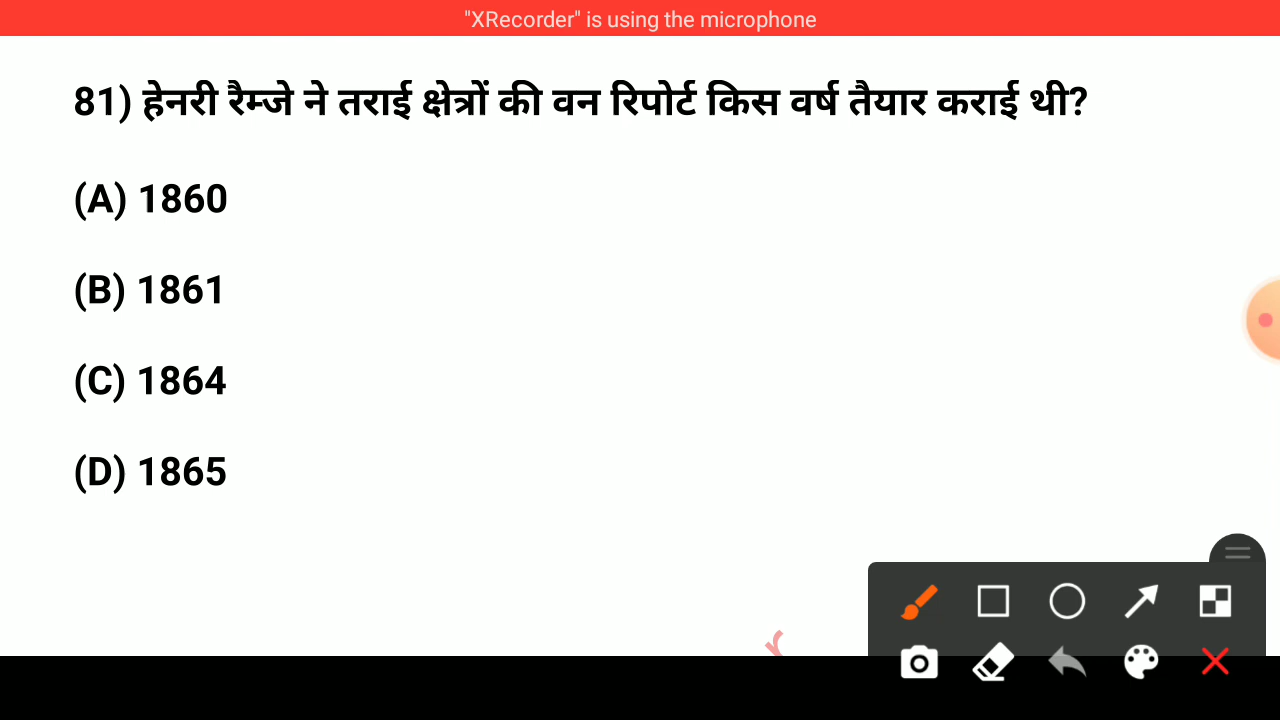 "XRecorder" is using the microphone
81) हेनरी रैम्जे ने तराई क्षेत्रों की वन रिपोर्ट किस वर्ष तैयार कराई थी?
(A) 1860
(B) 1861
(C) 1864
(D) 1865